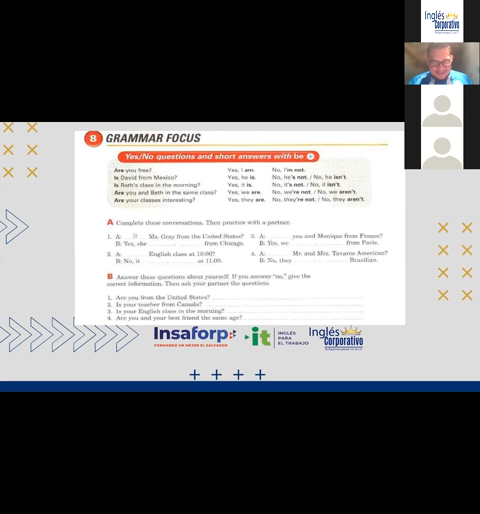 Inglés
Corporativo
8 GRAMMAR FOCUS
Yes/No questions and short answers with be
Are you free? Yes, I am. No, I'm not.
Is David from Mexico? Yes, he is. No, he's not. / No, he isn't.
Is Beth's class in the morning? Yes, it is. No, it's not. / No, it isn't.
Are you and Beth in the same class? Yes, we are. No, we're not. / No, we aren't.
Are your classes interesting? Yes, they are. No, they're not. / No, they aren't.
A Complete these conversations. Then practice with a partner.
1. A: Is Ms. Gray from the United States?
B: Yes, she from Chicago.
2. A: English class at 10:00?
B: No, it at 11:00.
3. A: you and Monique from France?
B: Yes, we from Paris.
4. A: Mr. and Mrs. Tavares American?
B: No, they Brazilian.
B Answer these questions about yourself. If you answer "no," give the
correct information. Then ask your partner the questions.
1. Are you from the United States?
2. Is your teacher from Canada?
3. Is your English class in the morning?
4. Are you and your best friend the same age?
Insaforp
FORMANDO UN MEJOR EL SALVADOR
it
INGLÉS
PARA
EL TRABAJO
Inglés
Corporativo